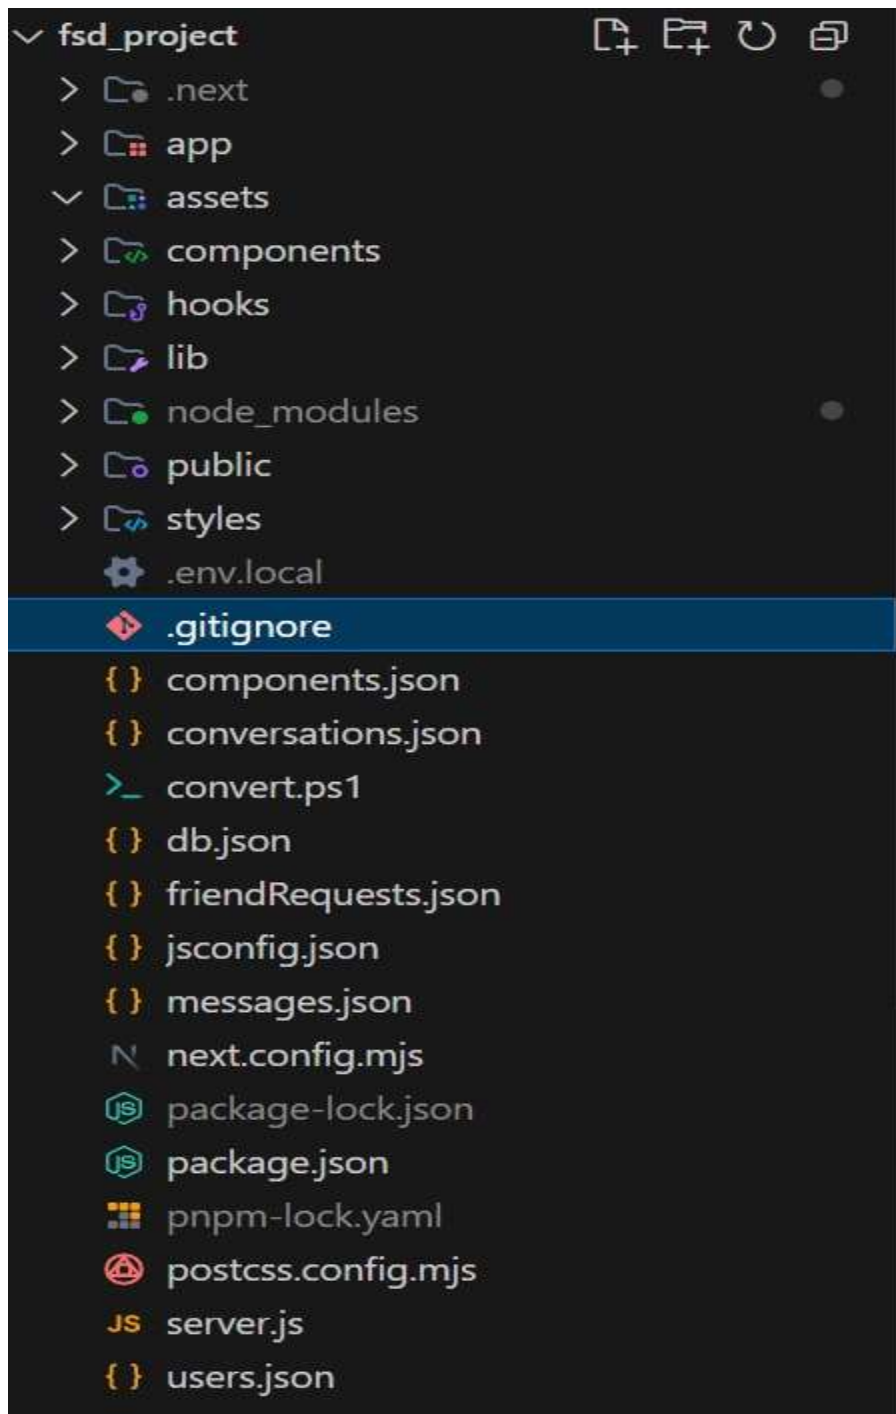 fsd_project
.next
app
assets
components
hooks
lib
node_modules
public
styles
.env.local
.gitignore
components.json
conversations.json
convert.ps1
db.json
friendRequests.json
jsconfig.json
messages.json
next.config.mjs
package-lock.json
package.json
pnpm-lock.yaml
postcss.config.mjs
JS server.js
users.json